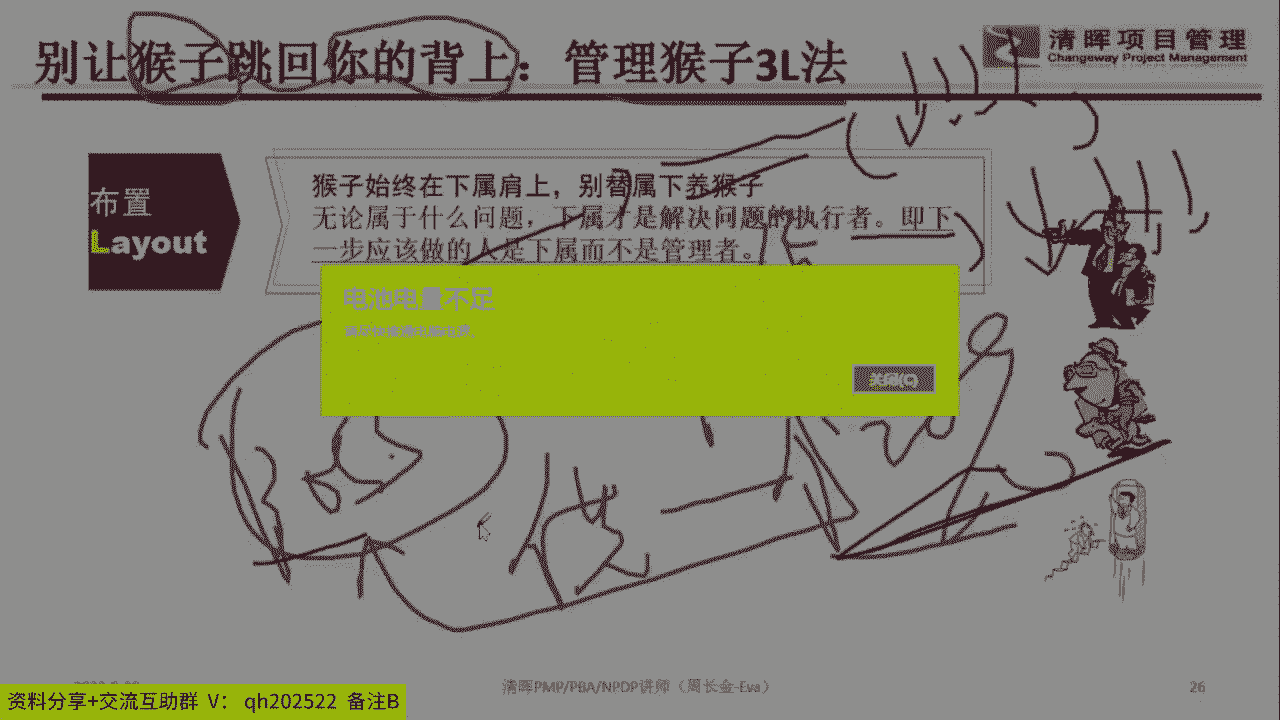 别让猴子跳回你的背上：管理猴子3L法
清晖项目管理
Changeway Project Management
布置
Layout
猴子始终在下属肩上，别替属下养猴子
无论属于什么问题，下属才是解决问题的执行者。即下
一步应该做的人是下属而不是管理者。
电池电量不足
关闭(C)
供
清晖PMP/PBA/NPDP讲师（周长金-Eva）
26
资料分享+交流互助群 V： qh202522 备注B